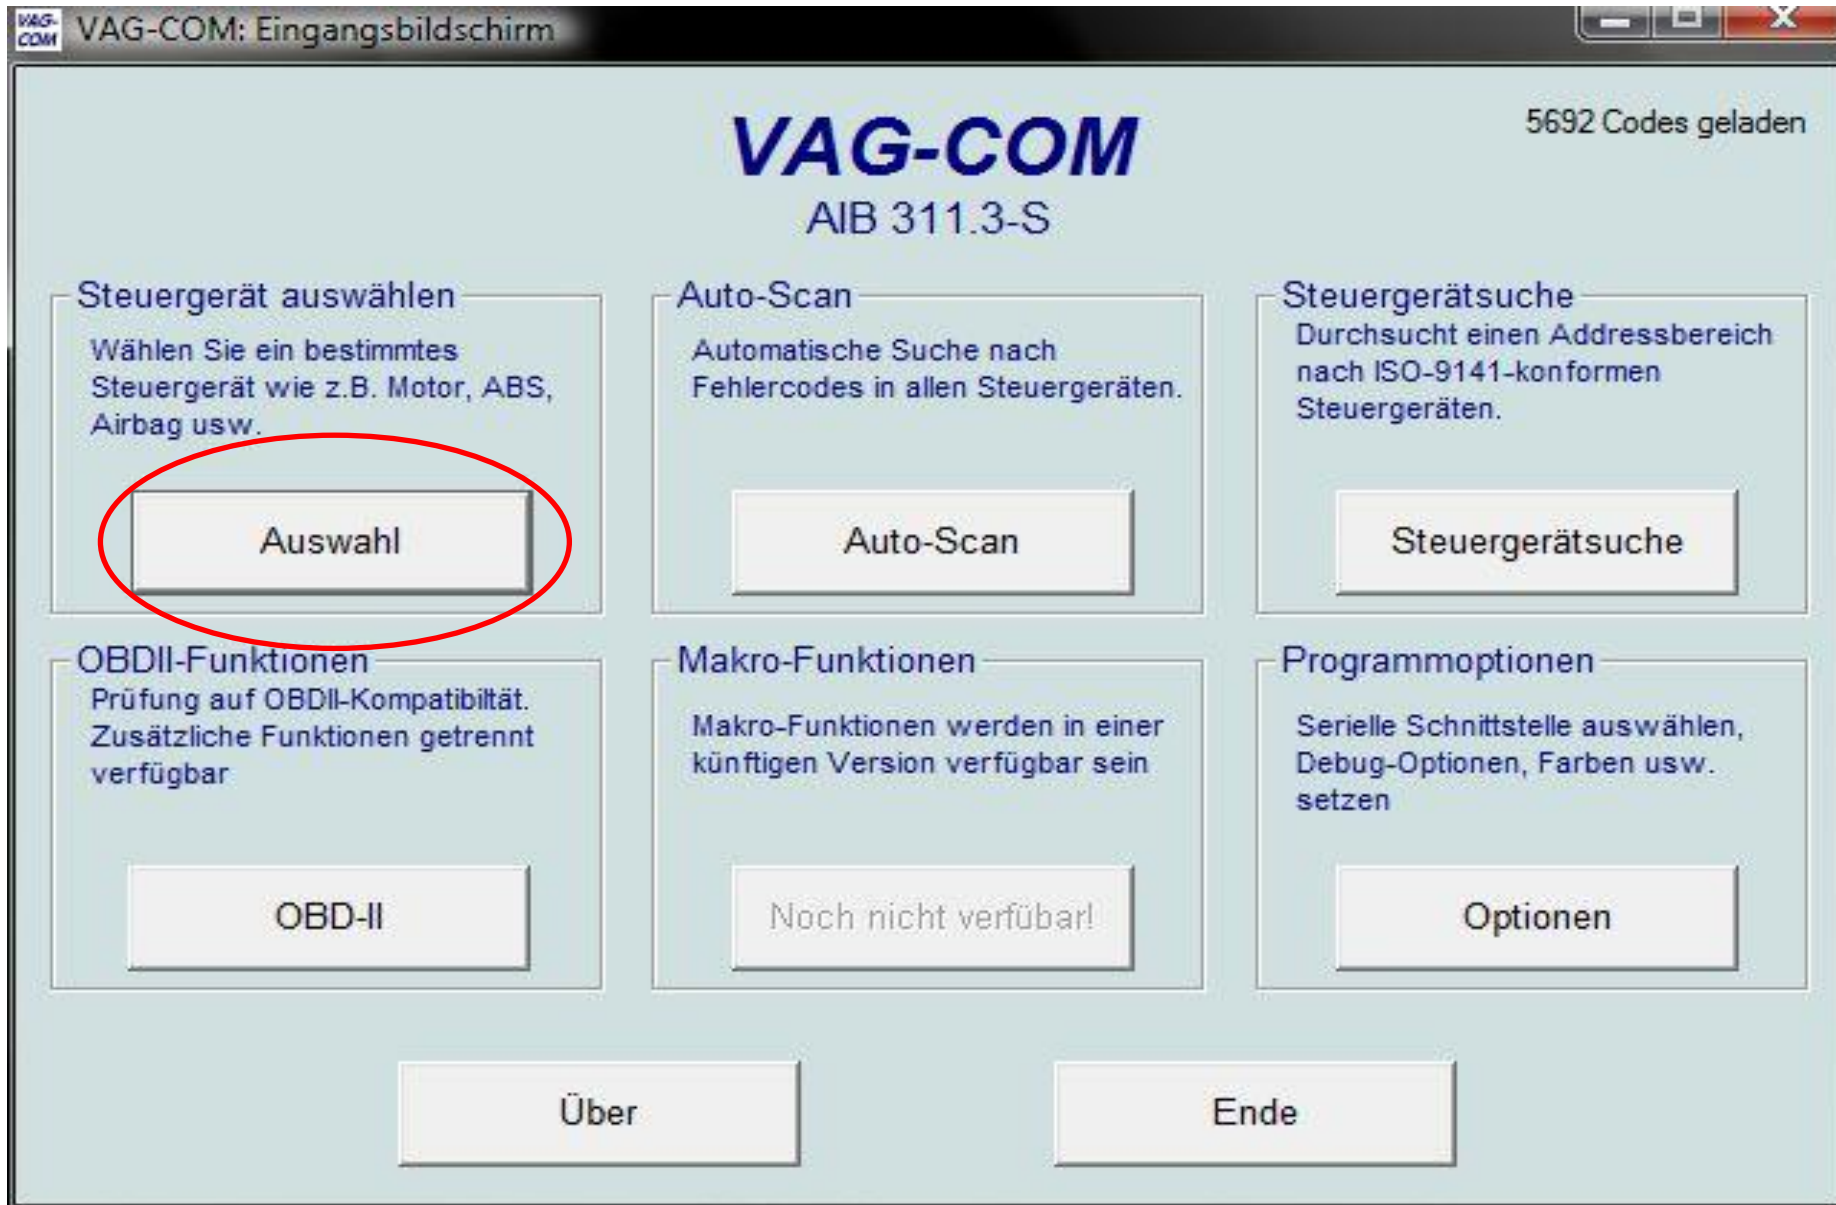 VAG-COM
VAG-COM: Eingangsbildschirm
VAG-COM
AIB 311.3-S
5692 Codes geladen
Steuergerät auswählen
Wählen Sie ein bestimmtes
Steuergerät wie z.B. Motor, ABS,
Airbag usw.
Auswahl
Auto-Scan
Automatische Suche nach
Fehlercodes in allen Steuergeräten.
Auto-Scan
Steuergerätsuche
Durchsucht einen Addressbereich
nach ISO-9141-konformen
Steuergeräten.
Steuergerätsuche
OBDII-Funktionen
Prüfung auf OBDII-Kompatibiltät.
Zusätzliche Funktionen getrennt
verfügbar
OBD-II
Makro-Funktionen
Makro-Funktionen werden in einer
künftigen Version verfügbar sein
Noch nicht verfübar!
Programmoptionen
Serielle Schnittstelle auswählen,
Debug-Optionen, Farben usw.
setzen
Optionen
Über
Ende